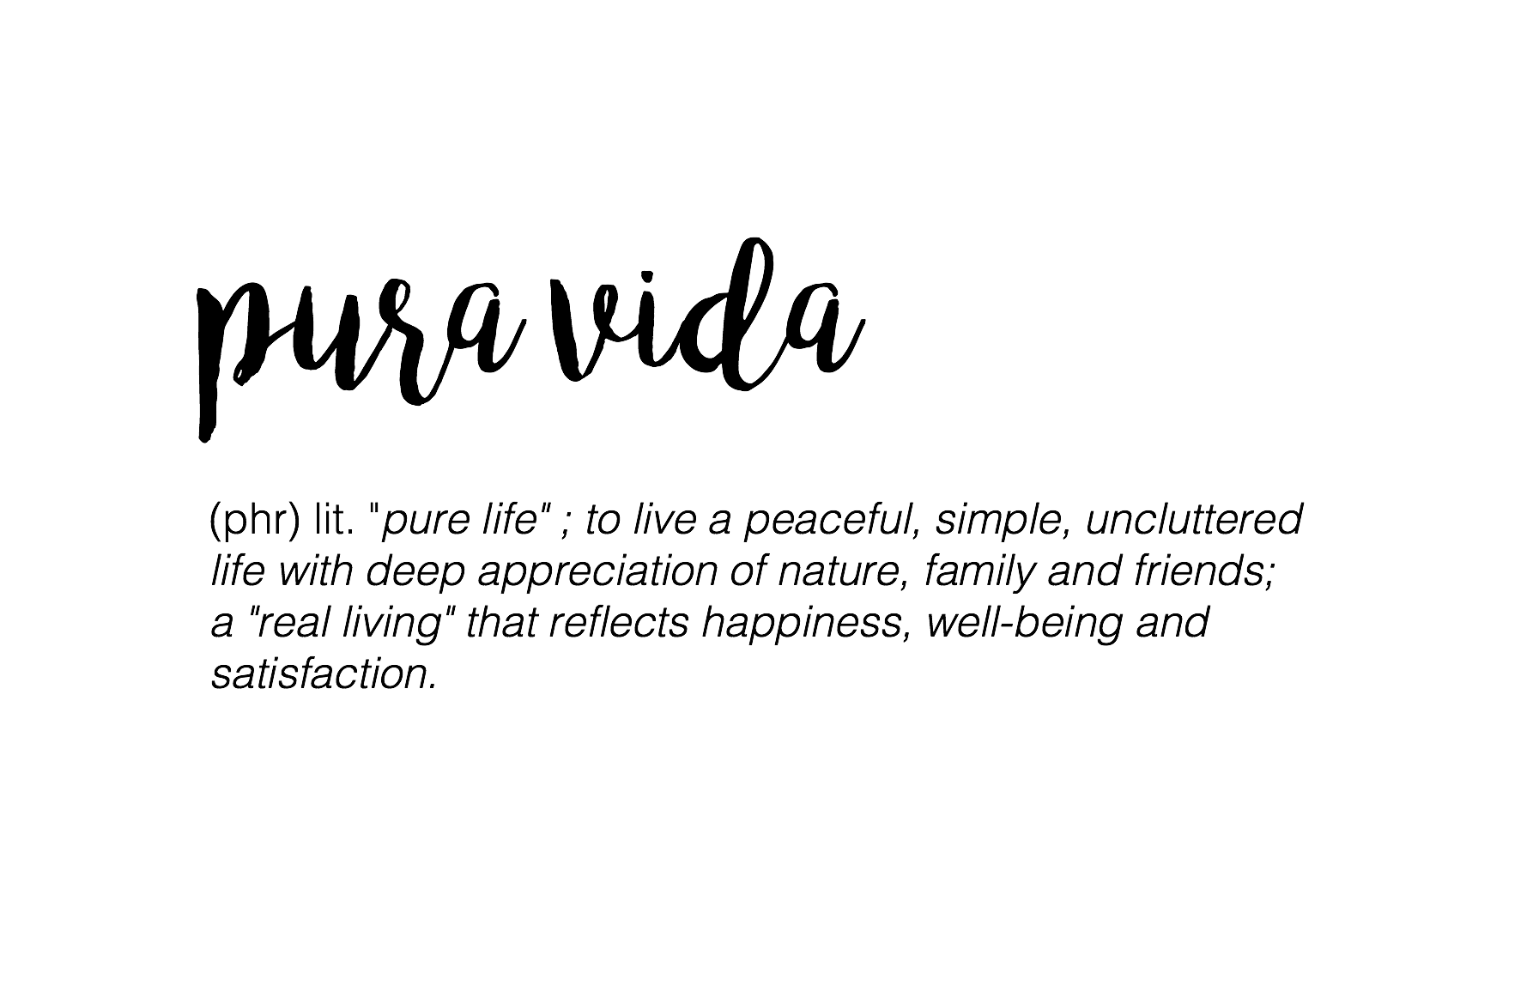 pura vida
(phr) lit. "pure life" ; to live a peaceful, simple, uncluttered
life with deep appreciation of nature, family and friends;
a "real living" that reflects happiness, well-being and
satisfaction.